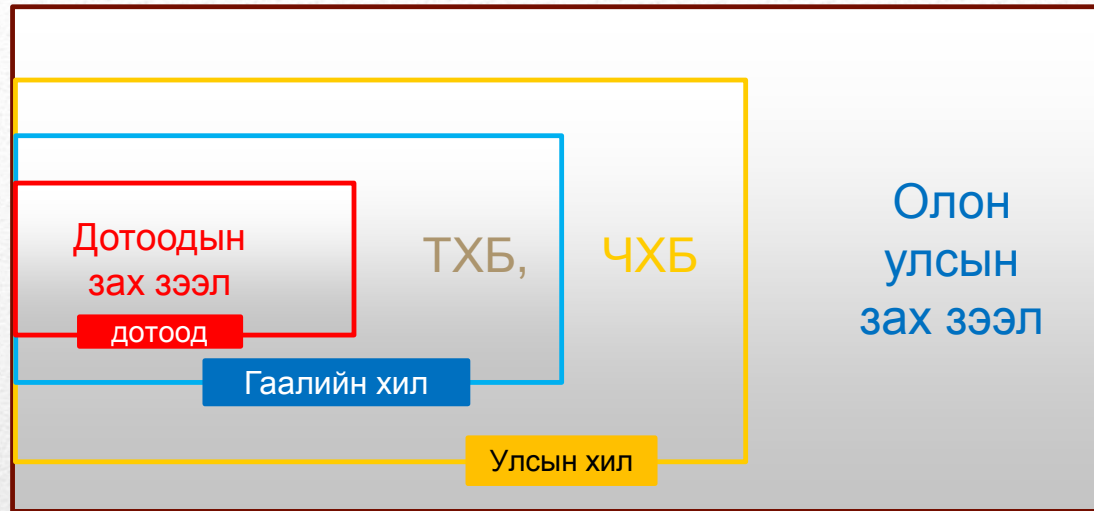 Дотоодын
зах зээл
дотоод
ТХБ,
ЧХБ
Олон
улсын
зах зээл
Гаалийн хил
Улсын хил